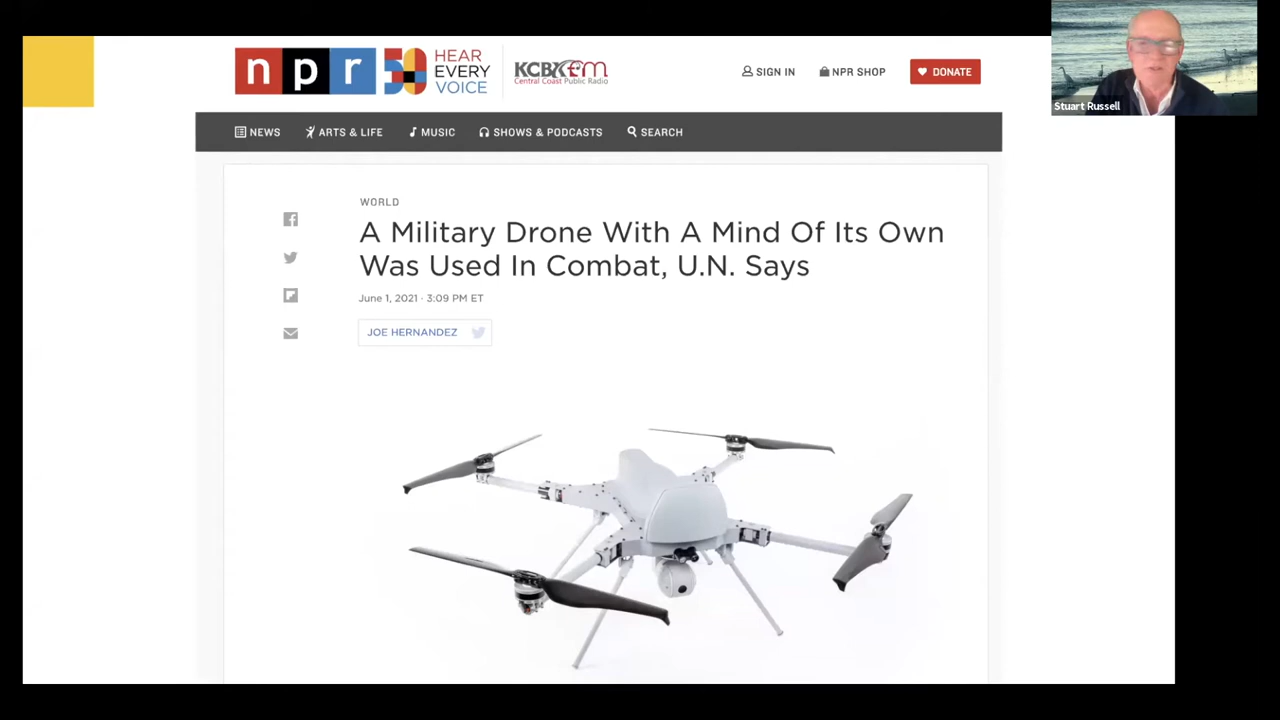 npr 50 HEAR EVERY VOICE
KCBX fm
Central Coast Public Radio
SIGN IN
NPR SHOP
DONATE
Stuart Russell
NEWS
ARTS & LIFE
MUSIC
SHOWS & PODCASTS
SEARCH
WORLD
A Military Drone With A Mind Of Its Own
Was Used In Combat, U.N. Says
June 1, 2021 · 3:09 PM ET
JOE HERNANDEZ